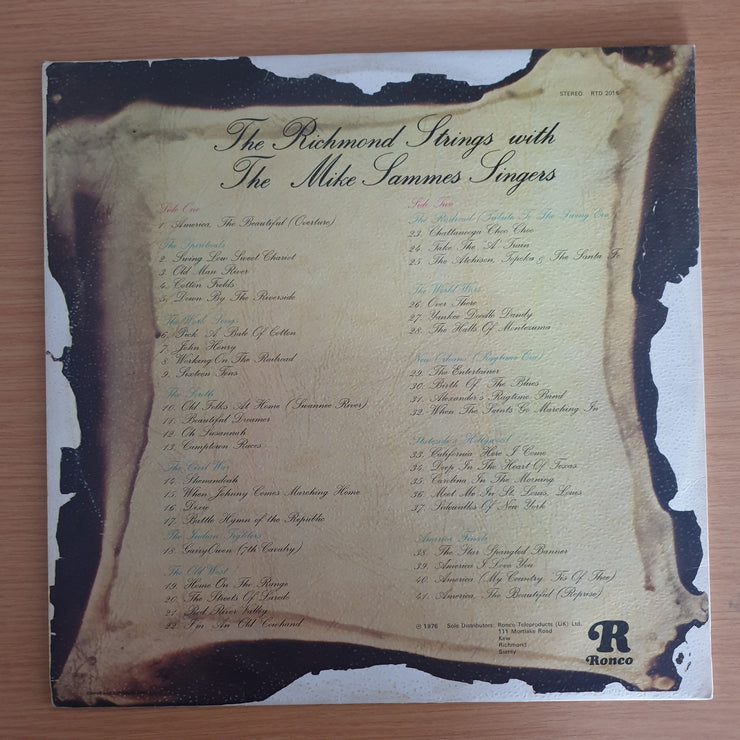 STEREO. RTD 2016
The Richmond Strings with
The Mike Sammes Singers
Side One
1. America, The Beautiful (Overture)
The Spirituals
2. Swing Low Sweet Chariot
3. Old Man River
4. Cotton Fields
5. Down By The Riverside
The Work Songs
6. Pick A Bale Of Cotton
7. John Henry
8. Working On The Railroad
9. Sixteen Tons
The South
10. Old Folks At Home (Swannee River)
11. Beautiful Dreamer
12. Oh Susannah
13. Camptown Races
The Civil War
14. Shenandoah
15. When Johnny Comes Marching Home
16. Dixie
17. Battle Hymn of the Republic
The Indian Fighters
18. GarryOwen (7th Cavalry)
The Old West
19. Home On The Range
20. The Streets Of Laredo
21. Red River Valley
22. I'm An Old Cowhand
Side Two
The Railroad (Tribute To The Swing Era
23. Chattanooga Choo Choo
24. Take The 'A' Train
25. The Atchison, Topeka & The Santa Fe
The World Wars
26. Over There
27. Yankee Doodle Dandy
28. The Halls Of Montezuma
New Orleans (Ragtime Era)
29. The Entertainer
30. Birth Of The Blues
31. Alexander's Ragtime Band
32. When The Saints Go Marching In
Hollywood
33. California Here I Come
34. Deep In The Heart Of Texas
35. Carolina In The Morning
36. Meet Me In St. Louis, Louis
37. Sidewalks Of New York
America Finale
38. The Star Spangled Banner
39. America I Love You
40. America (My Country 'Tis Of Thee)
41. America, The Beautiful (Reprise)
℗ 1976 Sole Distributors: Ronco Teleproducts (UK) Ltd.
111 Mortlake Road
Kew
Richmond
Surrey
R
Ronco